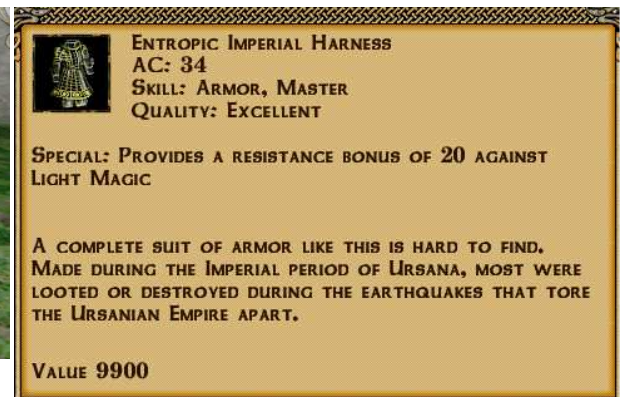 Entropic Imperial Harness
AC: 34
Skill: Armor, Master
Quality: Excellent
Special: Provides a resistance bonus of 20 against
Light Magic
A complete suit of armor like this is hard to find.
Made during the Imperial period of Ursana, most were
looted or destroyed during the earthquakes that tore
the Ursanian Empire apart.
Value 9900